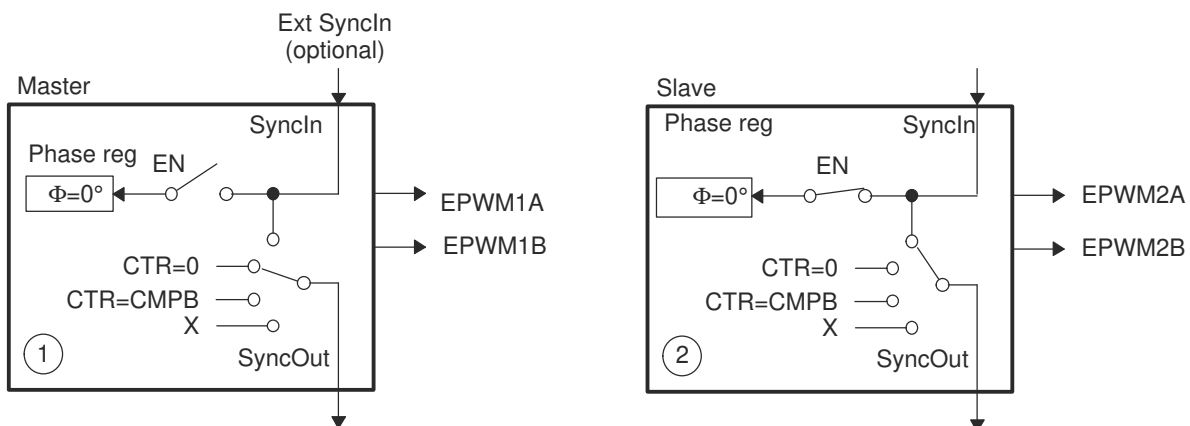 Ext SyncIn
(optional)
Master
SyncIn
Phase reg
EN
Φ=0°
EPWM1A
EPWM1B
CTR=0
CTR=CMPB
X
1
SyncOut
Slave
Phase reg
SyncIn
EN
Φ=0°
EPWM2A
EPWM2B
CTR=0
CTR=CMPB
X
2
SyncOut